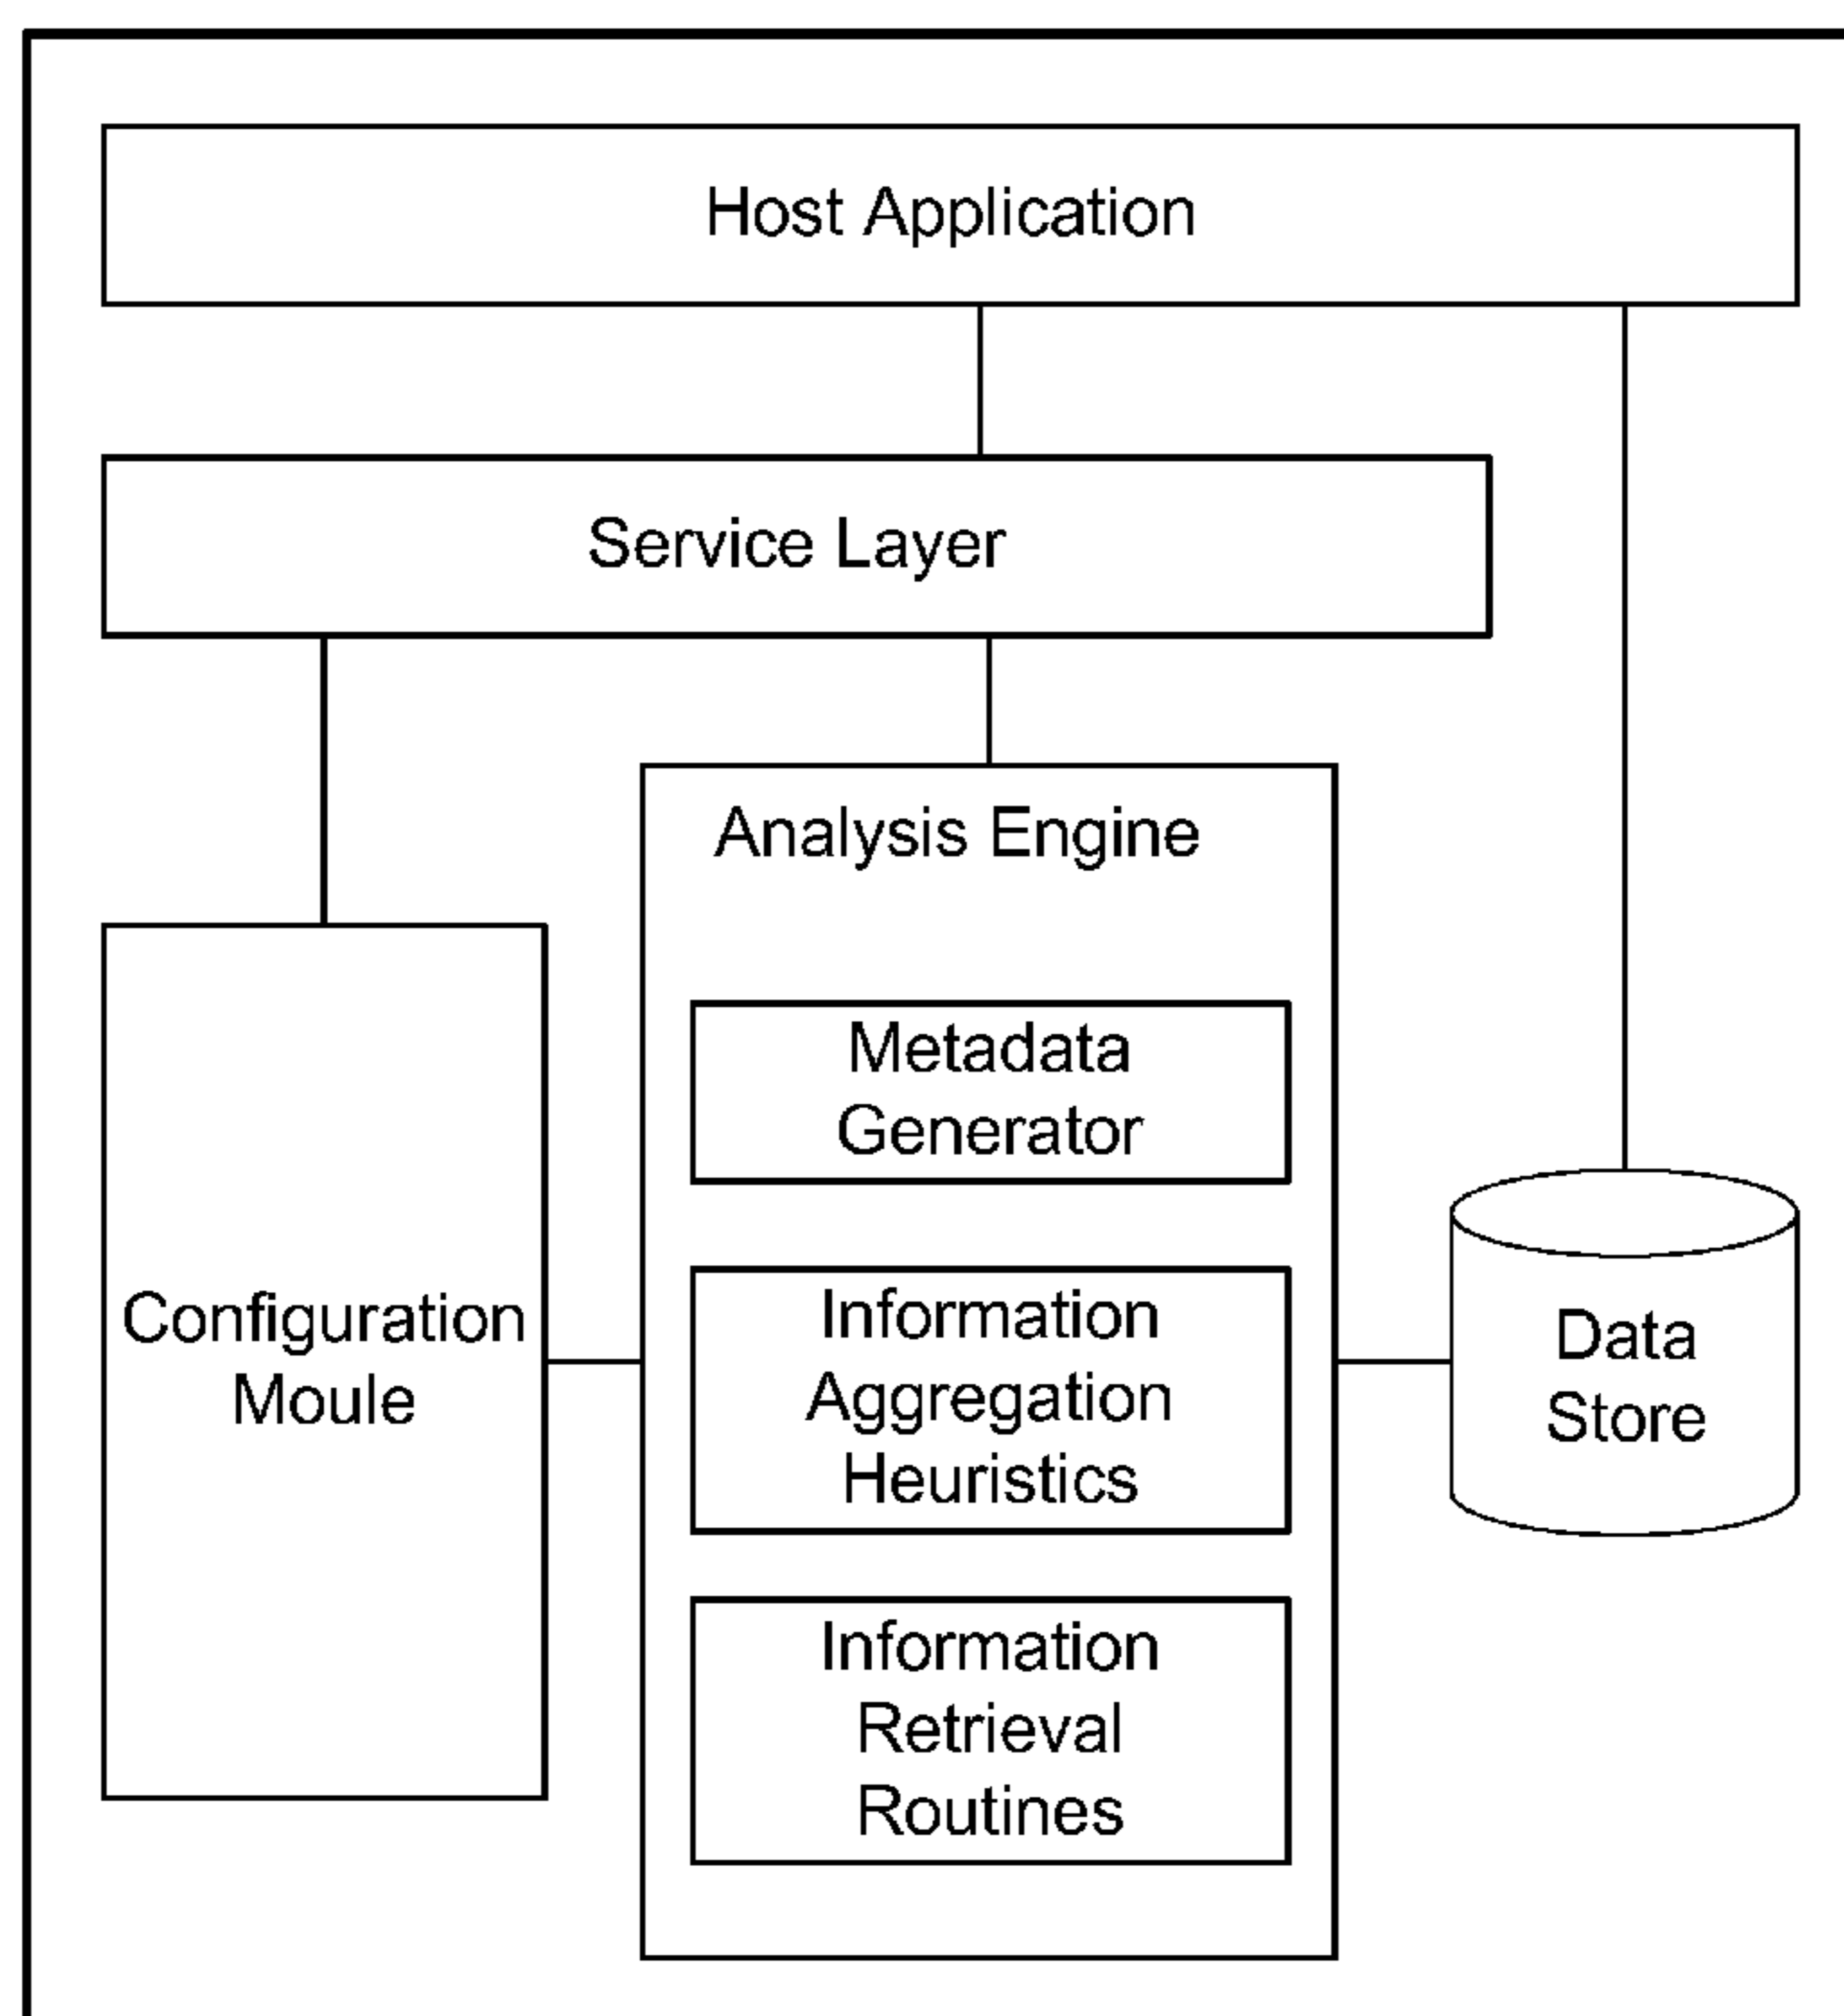 Host Application
Service Layer
Analysis Engine
Metadata
Generator
Configuration
Moule
Information
Aggregation
Heuristics
Data
Store
Information
Retrieval
Routines